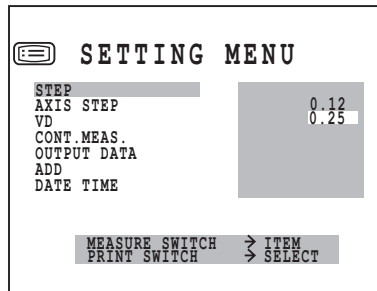 SETTING MENU
STEP
AXIS STEP 0.12
VD 0.25
CONT.MEAS.
OUTPUT DATA
ADD
DATE TIME
MEASURE SWITCH → ITEM
PRINT SWITCH → SELECT